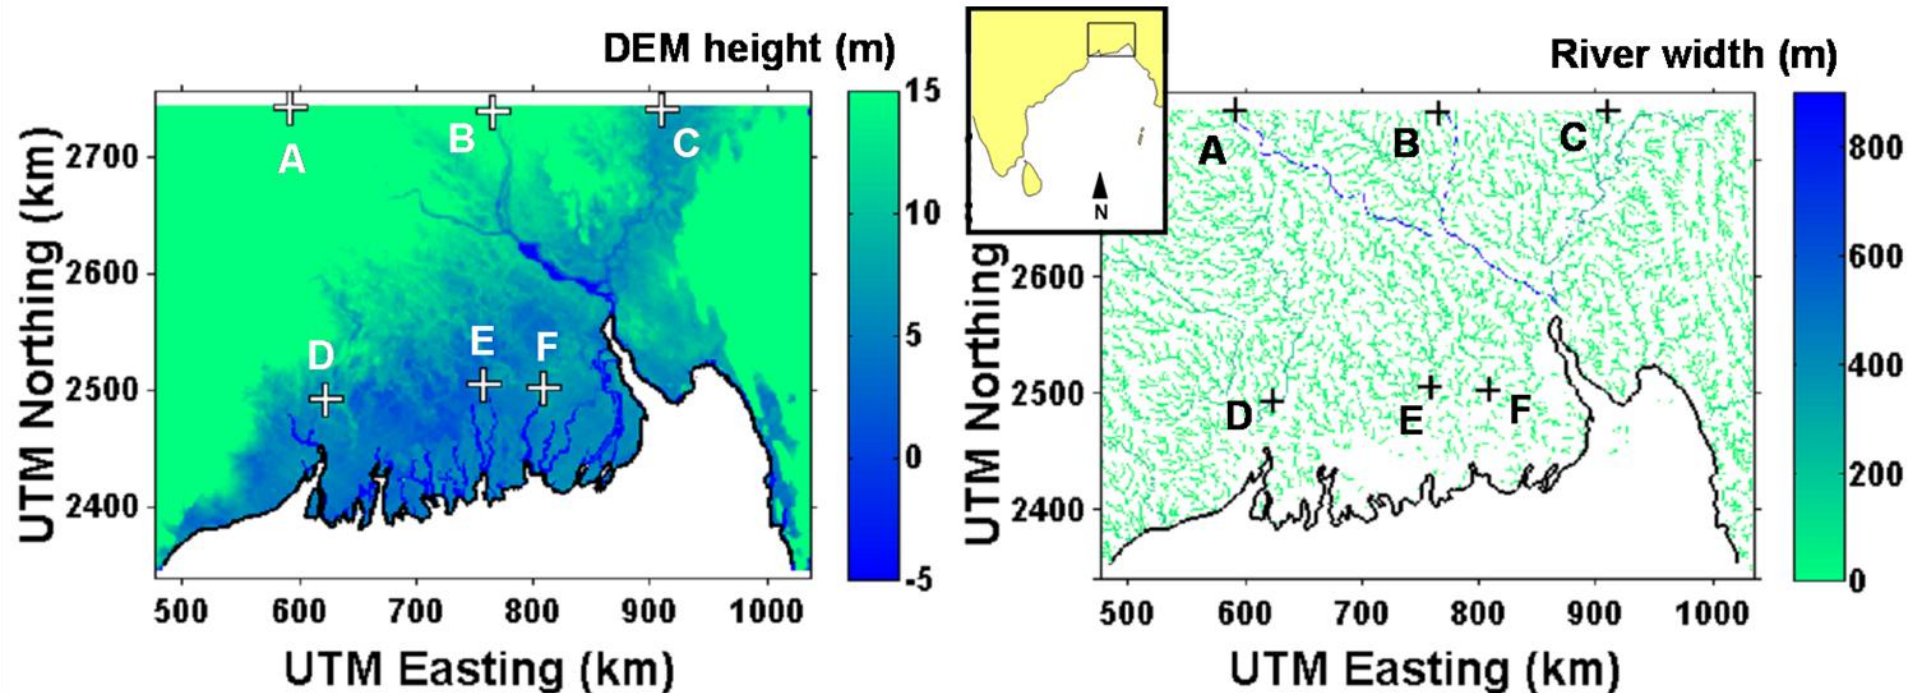 DEM height (m)
UTM Northing (km)
2700
2600
2500
2400
A
B
C
D
E
F
500
600
700
800
900
1000
UTM Easting (km)
15
10
5
0
-5
N
River width (m)
UTM Northing
2600
2500
2400
A
B
C
D
E
F
500
600
700
800
900
1000
UTM Easting (km)
800
600
400
200
0